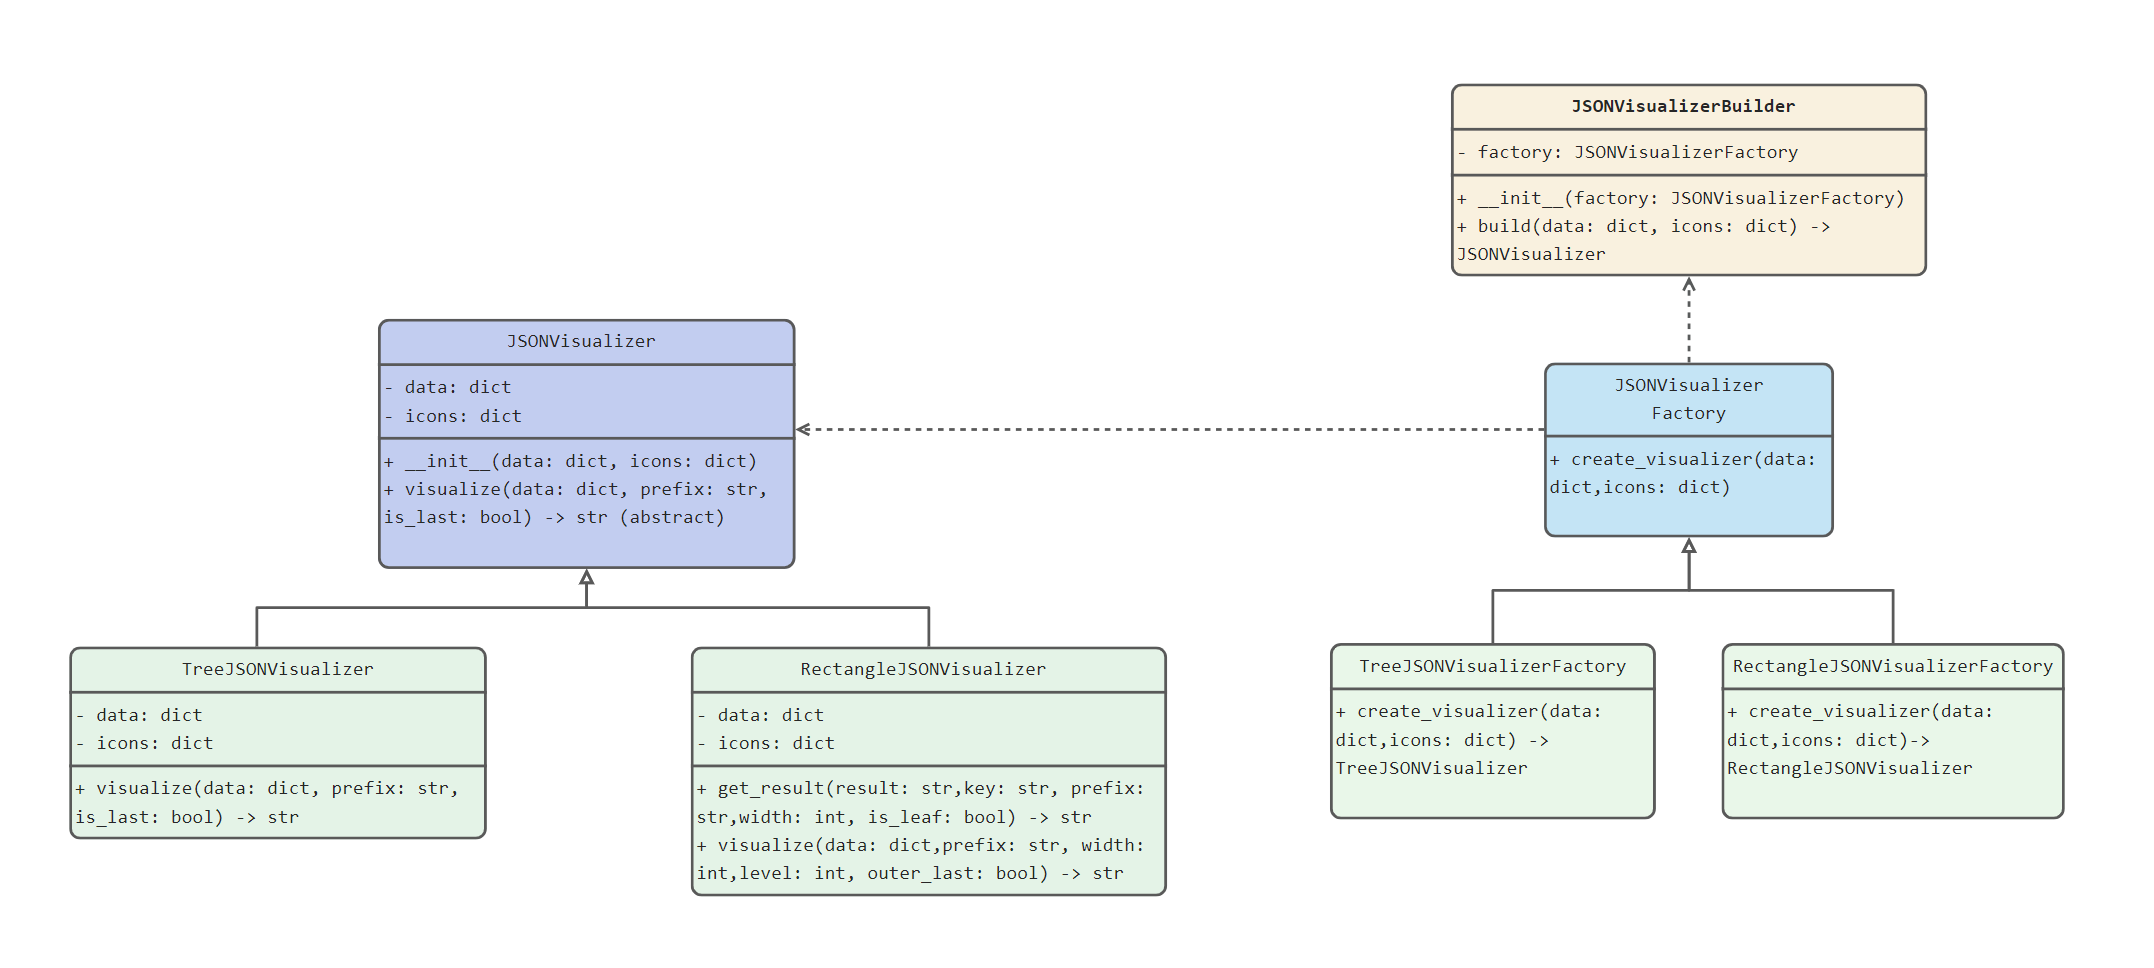 JSONVisualizerBuilder
- factory: JSONVisualizerFactory
+ __init__(factory: JSONVisualizerFactory)
+ build(data: dict, icons: dict) ->
JSONVisualizer
JSONVisualizer
- data: dict
- icons: dict
+ __init__(data: dict, icons: dict)
+ visualize(data: dict, prefix: str,
is_last: bool) -> str (abstract)
JSONVisualizer
Factory
+ create_visualizer(data:
dict,icons: dict)
TreeJSONVisualizer
- data: dict
- icons: dict
+ visualize(data: dict, prefix: str,
is_last: bool) -> str
RectangleJSONVisualizer
- data: dict
- icons: dict
+ get_result(result: str,key: str, prefix:
str,width: int, is_leaf: bool) -> str
+ visualize(data: dict,prefix: str, width:
int,level: int, outer_last: bool) -> str
TreeJSONVisualizerFactory
+ create_visualizer(data:
dict,icons: dict) ->
TreeJSONVisualizer
RectangleJSONVisualizerFactory
+ create_visualizer(data:
dict,icons: dict)->
RectangleJSONVisualizer